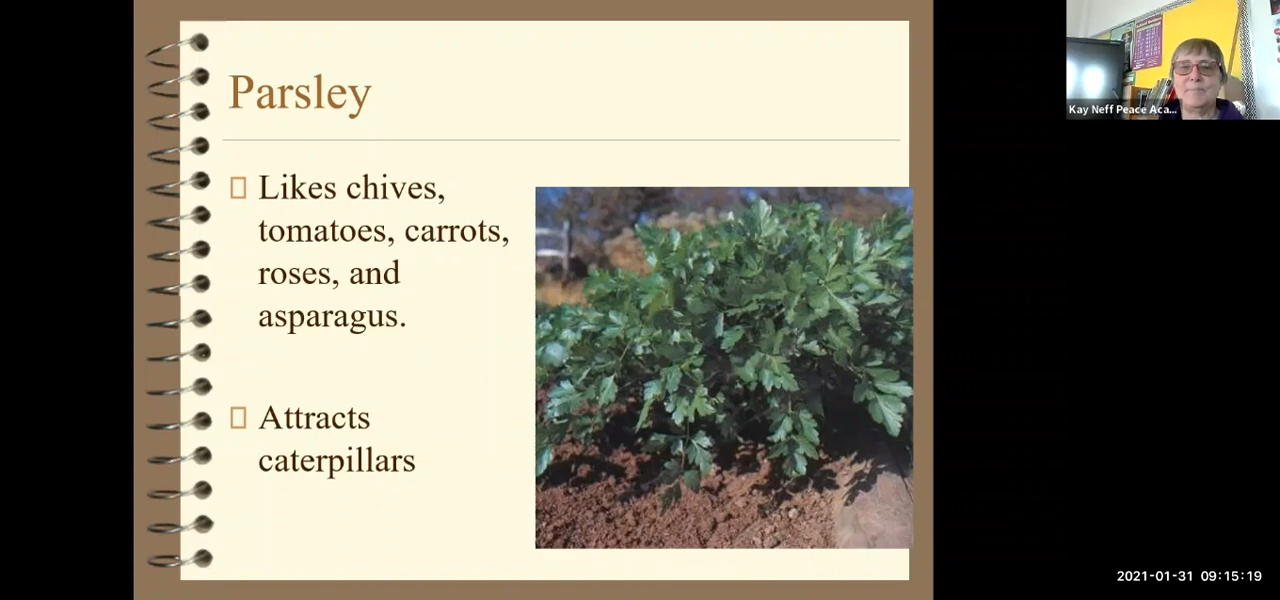 Parsley
Likes chives,
tomatoes, carrots,
roses, and
asparagus.
Attracts
caterpillars
Kay Neff Peace Aca...
2021-01-31 09:15:19